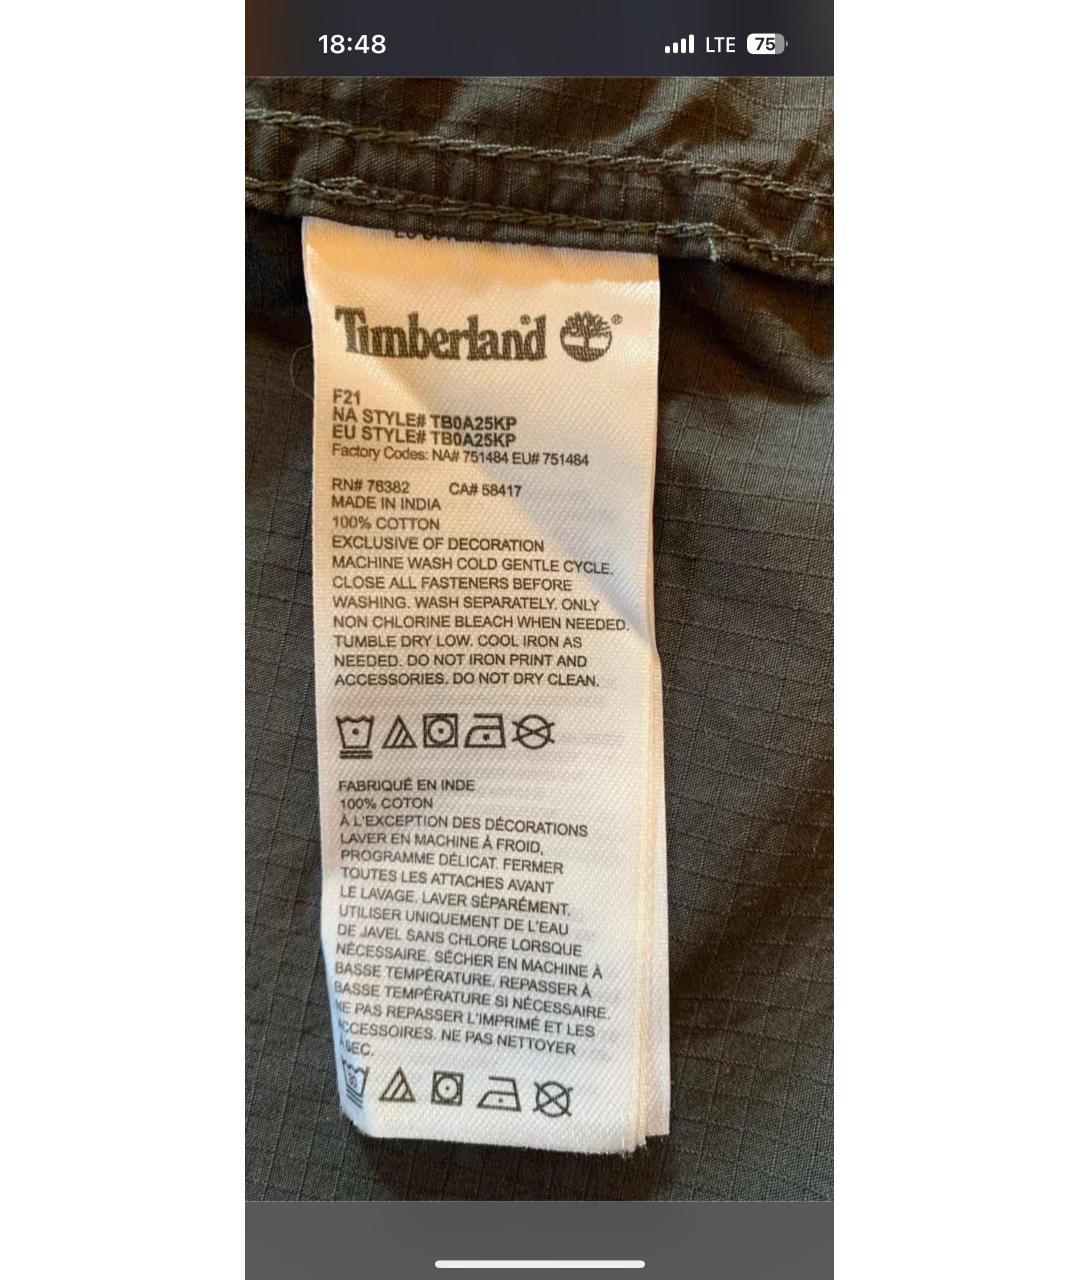 18:48
LTE
75
Timberland®
®
F21
NA STYLE# TB0A25KP
EU STYLE# TB0A25KP
Factory Codes: NA# 751484 EU# 751484
RN# 76382 CA# 58417
MADE IN INDIA
100% COTTON
EXCLUSIVE OF DECORATION
MACHINE WASH COLD GENTLE CYCLE.
CLOSE ALL FASTENERS BEFORE
WASHING. WASH SEPARATELY. ONLY
NON CHLORINE BLEACH WHEN NEEDED.
TUMBLE DRY LOW. COOL IRON AS
NEEDED. DO NOT IRON PRINT AND
ACCESSORIES. DO NOT DRY CLEAN.
FABRIQUÉ EN INDE
100% COTON
À L'EXCEPTION DES DÉCORATIONS
LAVER EN MACHINE À FROID,
PROGRAMME DÉLICAT. FERMER
TOUTES LES ATTACHES AVANT
LE LAVAGE. LAVER SÉPARÉMENT.
UTILISER UNIQUEMENT DE L'EAU
DE JAVEL SANS CHLORE LORSQUE
NÉCESSAIRE. SÉCHER EN MACHINE À
BASSE TEMPÉRATURE. REPASSER À
BASSE TEMPÉRATURE SI NÉCESSAIRE.
NE PAS REPASSER L'IMPRIMÉ ET LES
ACCESSOIRES. NE PAS NETTOYER
À SEC.
30